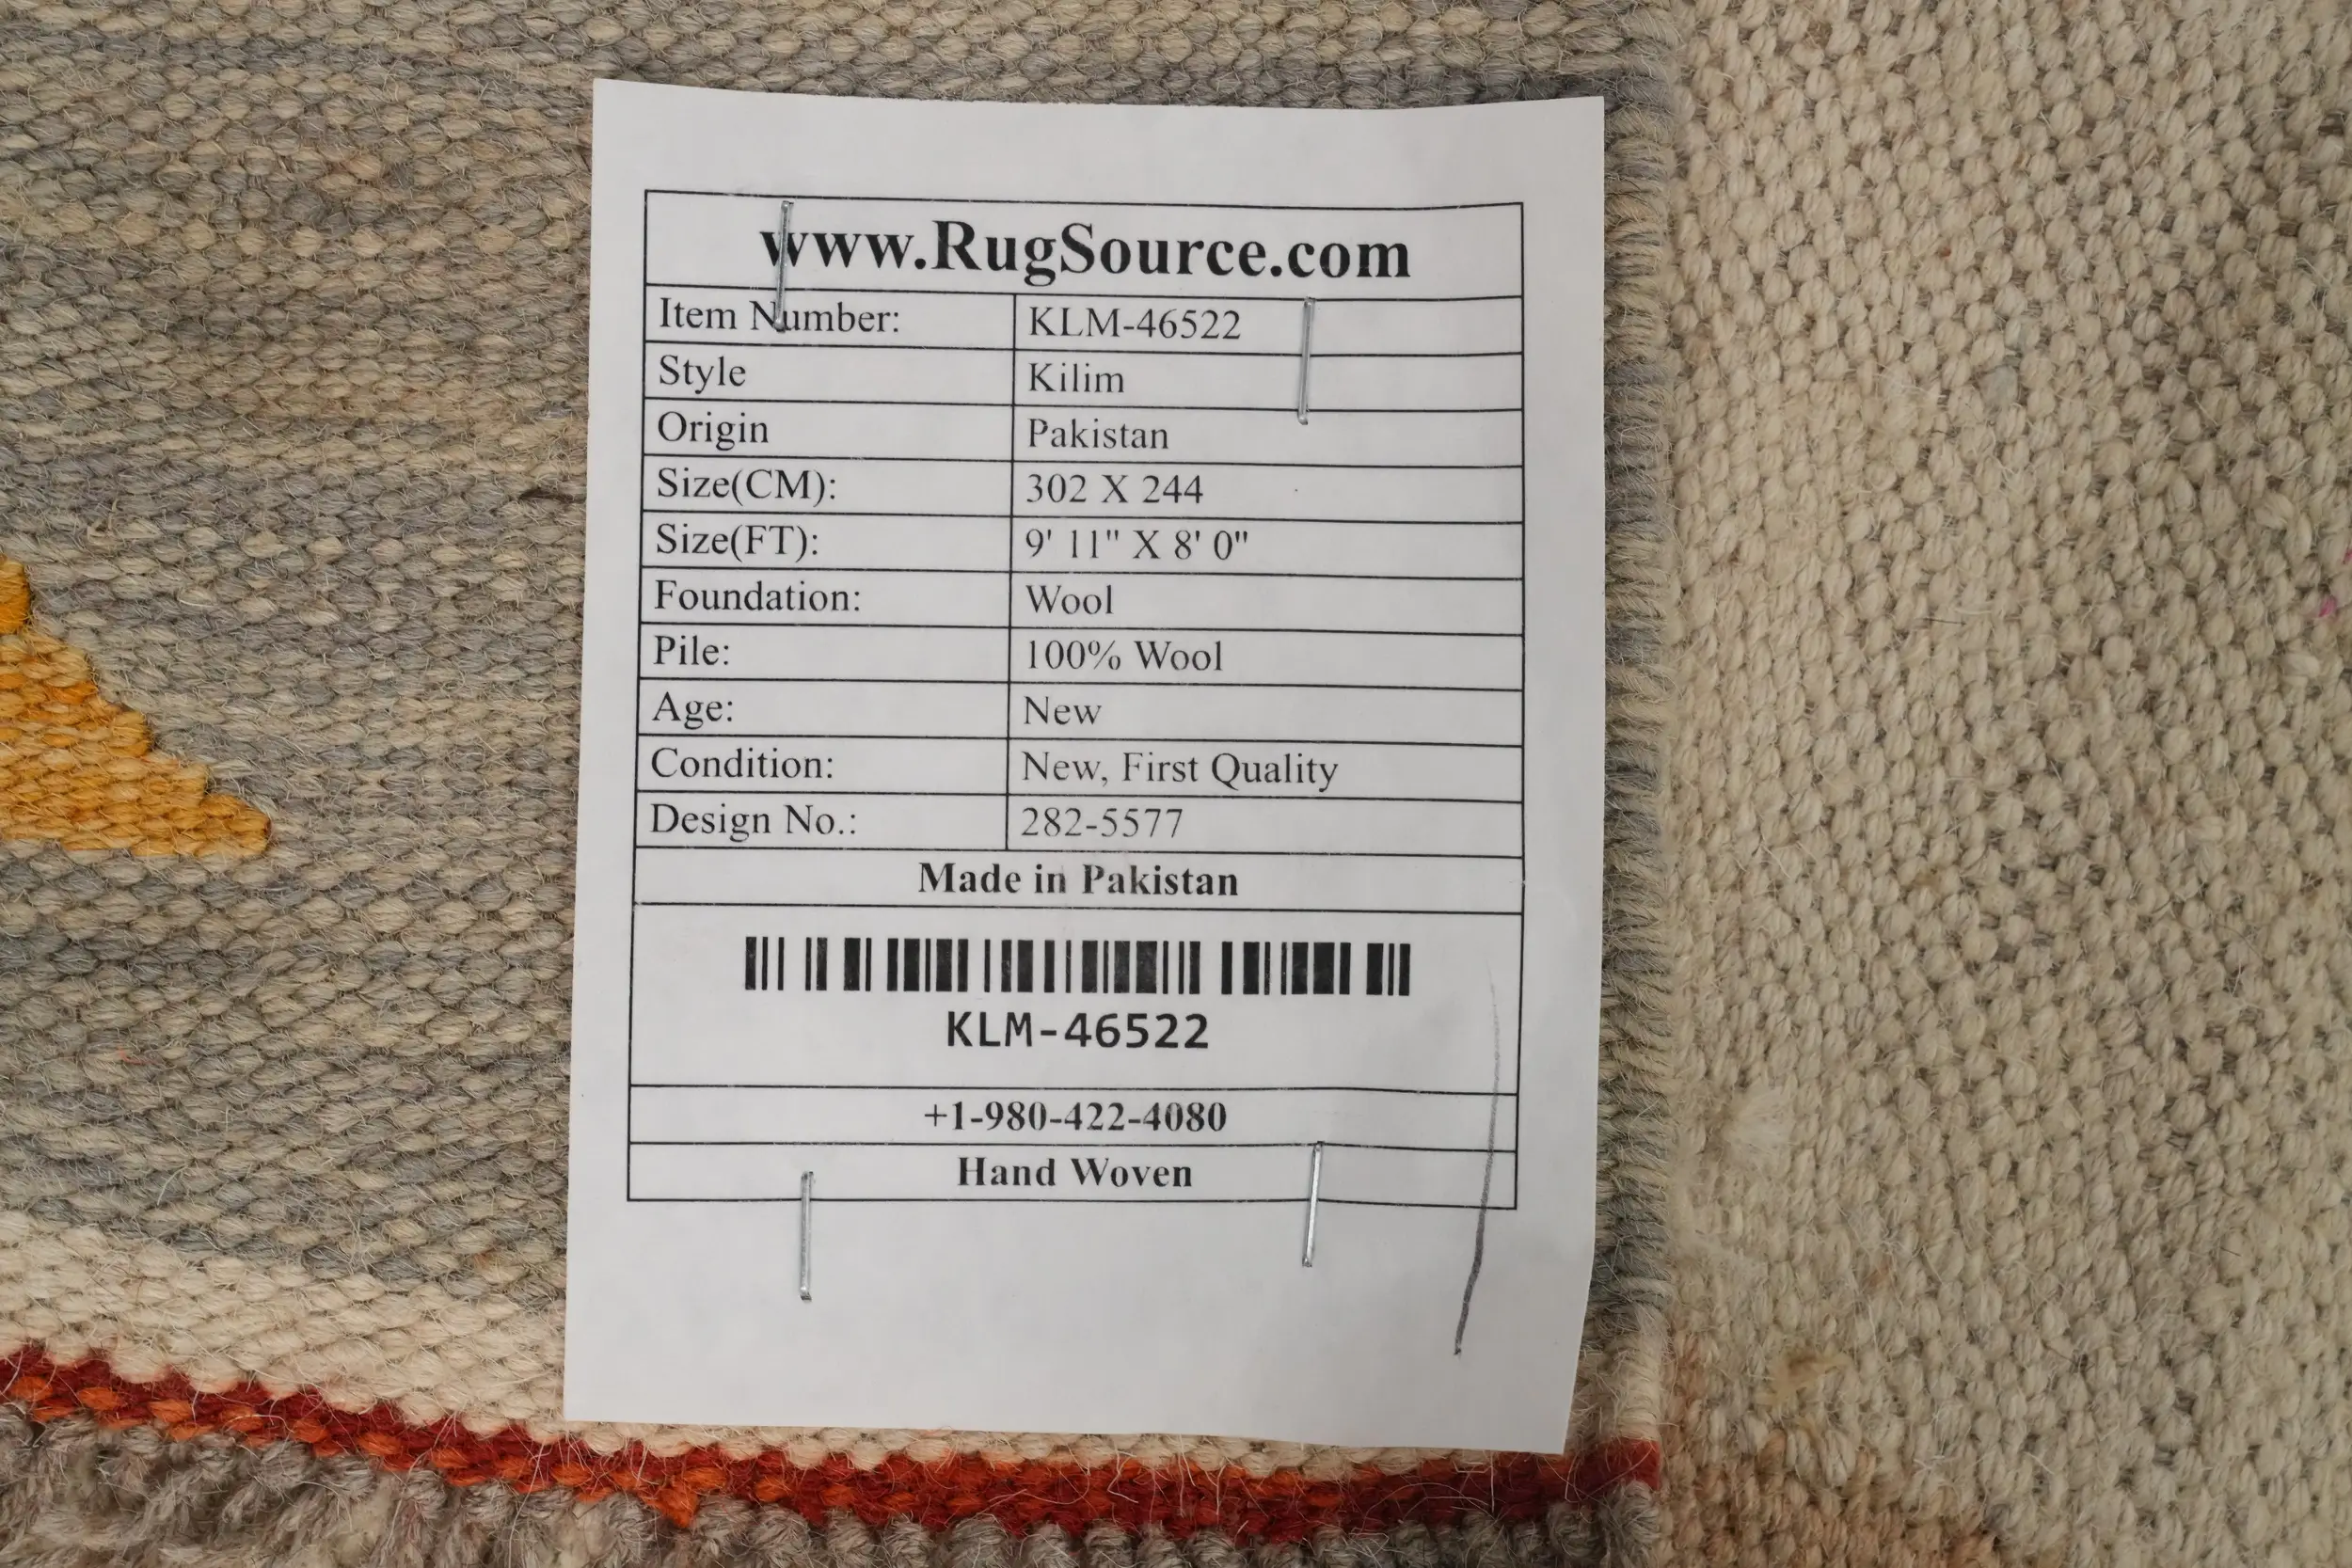 www.RugSource.com
Item Number: KLM-46522
Style Kilim
Origin Pakistan
Size(CM): 302 X 244
Size(FT): 9' 11" X 8' 0"
Foundation: Wool
Pile: 100% Wool
Age: New
Condition: New, First Quality
Design No.: 282-5577
Made in Pakistan
KLM-46522
+1-980-422-4080
Hand Woven